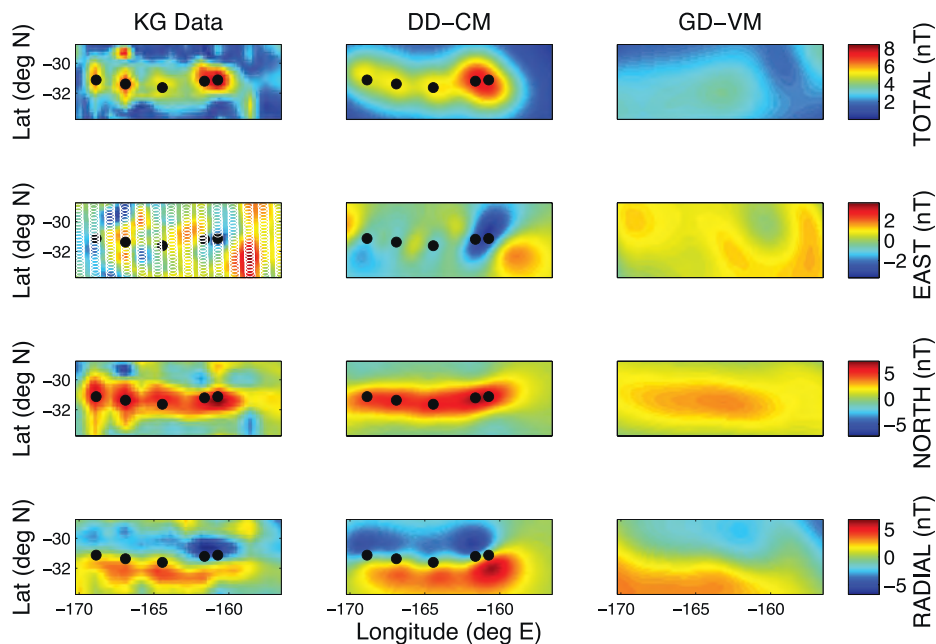 KG Data DD−CM GD−VM
Lat (deg N) −30 −32 8 6 4 2 TOTAL (nT)
Lat (deg N) −30 −32 2 0 −2 EAST (nT)
Lat (deg N) −30 −32 5 0 −5 NORTH (nT)
Lat (deg N) −30 −32 5 0 −5 RADIAL (nT)
−170 −165 −160 −170 −165 −160 −170 −165 −160
Longitude (deg E)